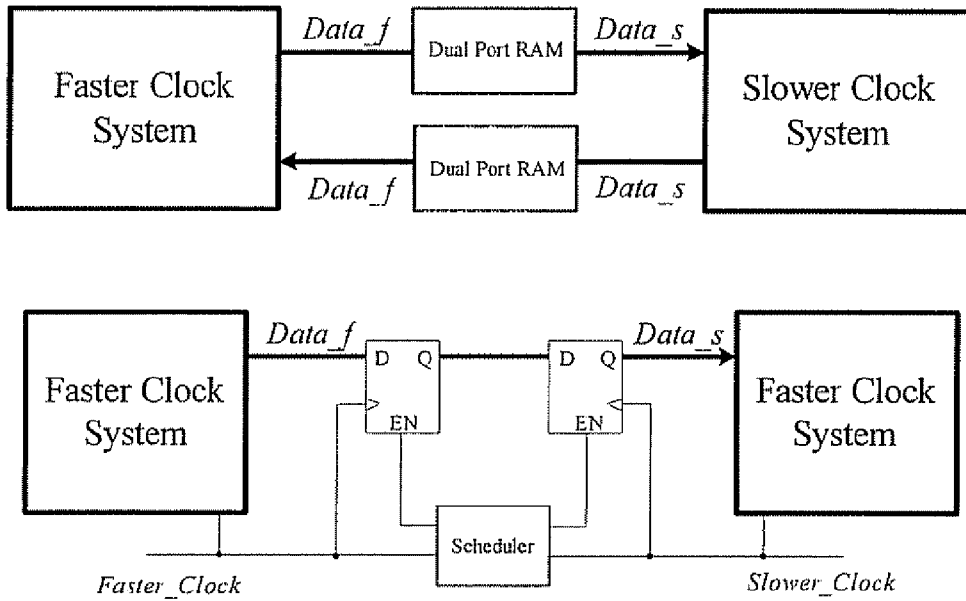 Data_f
Dual Port RAM
Data_s
Faster Clock
System
Slower Clock
System
Data_f
Dual Port RAM
Data_s
Faster Clock
System
Data_f
D Q
EN
D Q
EN
Data_s
Faster Clock
System
Scheduler
Faster_Clock
Slower_Clock